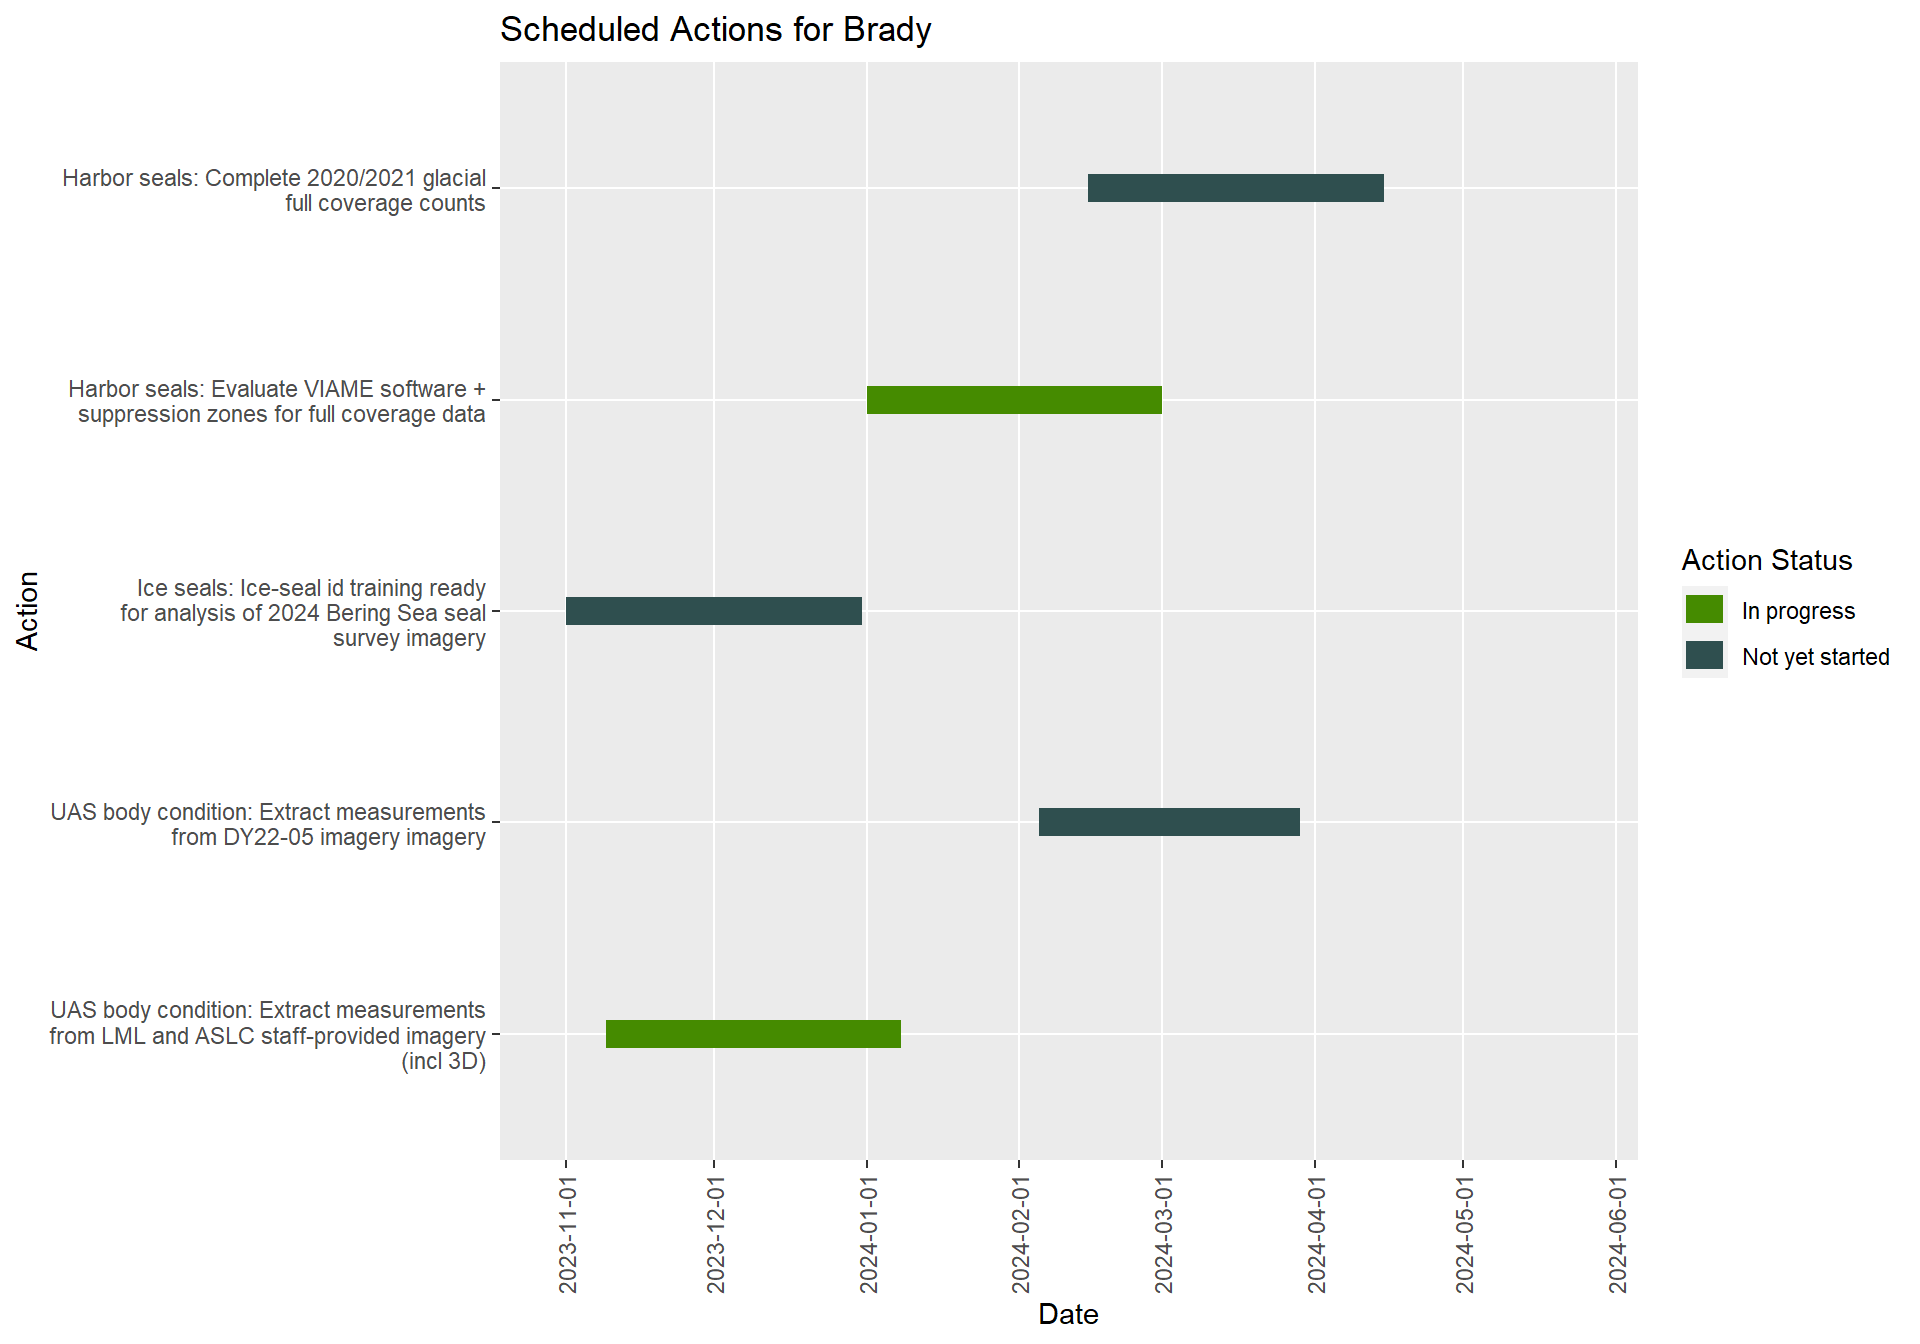 Scheduled Actions for Brady
Harbor seals: Complete 2020/2021 glacial
full coverage counts
Harbor seals: Evaluate VIAME software +
suppression zones for full coverage data
Ice seals: Ice-seal id training ready
for analysis of 2024 Bering Sea seal
survey imagery
UAS body condition: Extract measurements
from DY22-05 imagery imagery
UAS body condition: Extract measurements
from LML and ASLC staff-provided imagery
(incl 3D)
Action
2023-11-01
2023-12-01
2024-01-01
2024-02-01
2024-03-01
2024-04-01
2024-05-01
2024-06-01
Date
Action Status
In progress
Not yet started